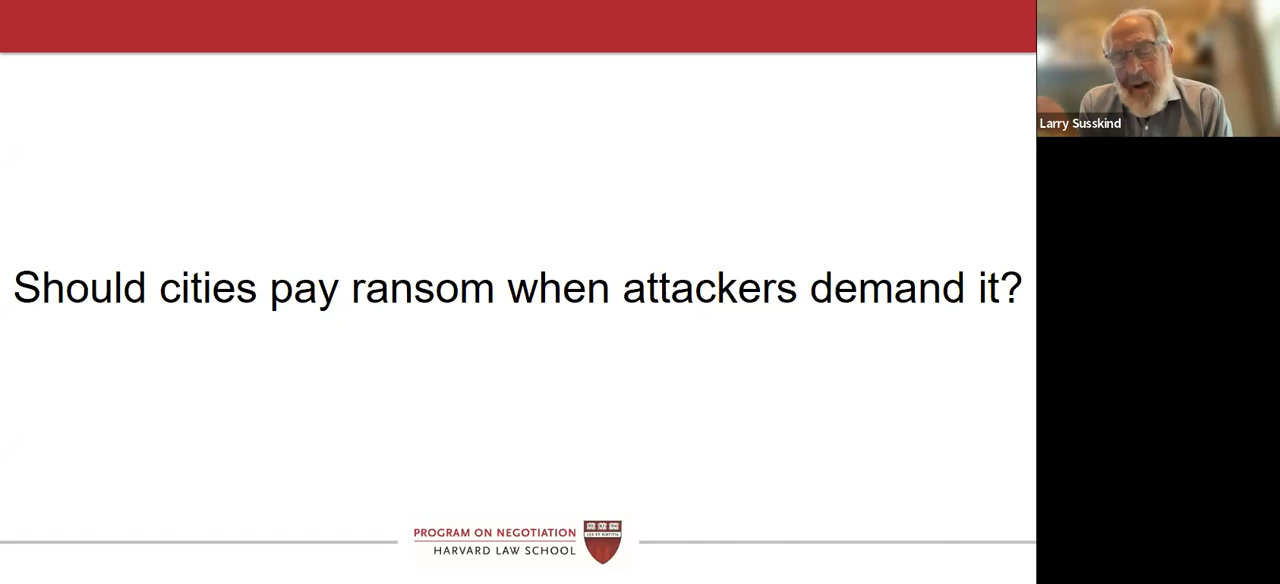 Larry Susskind
Should cities pay ransom when attackers demand it?
PROGRAM ON NEGOTIATION
HARVARD LAW SCHOOL